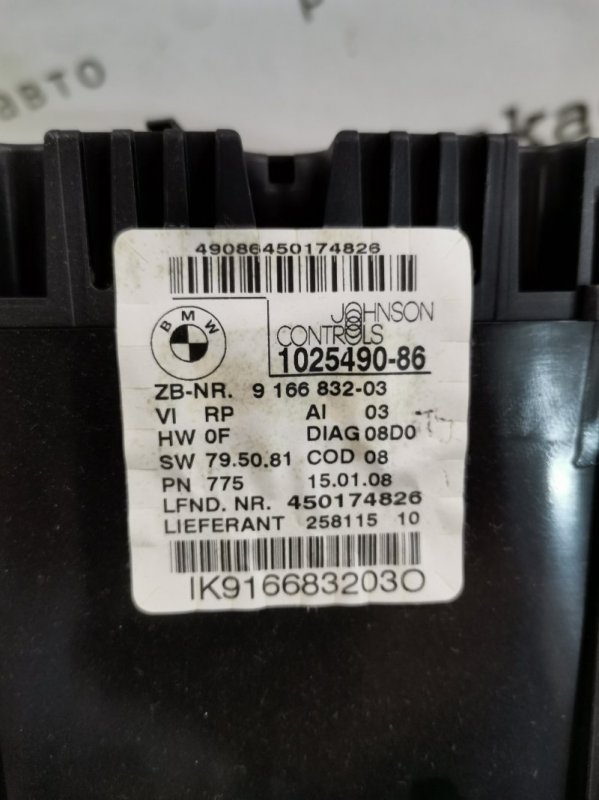 49086450174826
BMW
JOHNSON
CONTROLS
1025490-86
ZB-NR. 9 166 832-03
VI RP AI 03
HW 0F DIAG 08D0
SW 79.50.81 COD 08
PN 775 15.01.08
LFND. NR. 450174826
LIEFERANT 258115 10
IK9166832030